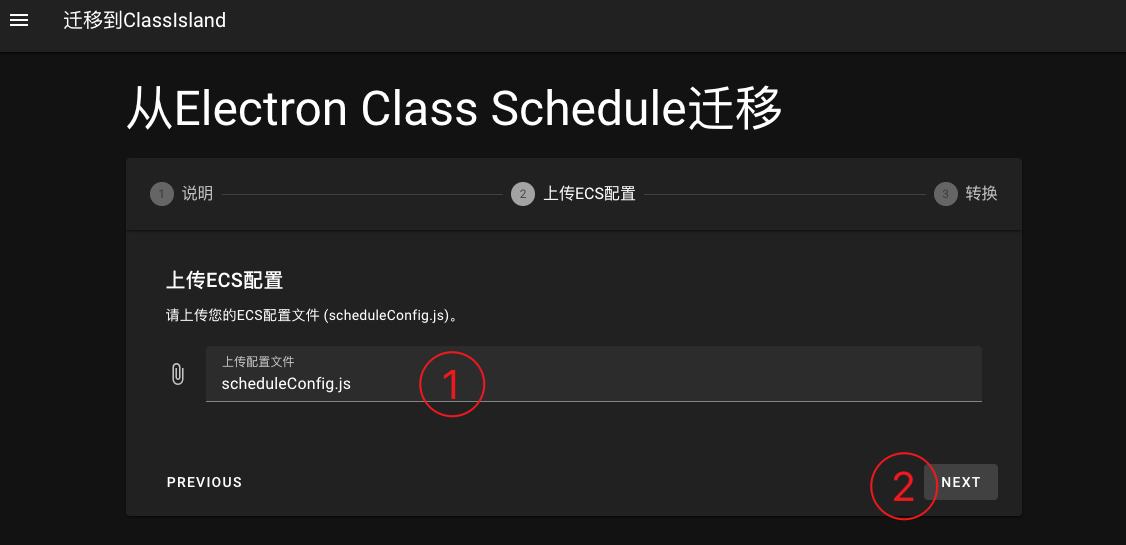 迁移到ClassIsland
从Electron Class Schedule迁移
1 说明 2 上传ECS配置 3 转换
上传ECS配置
请上传您的ECS配置文件 (scheduleConfig.js)。
上传配置文件
scheduleConfig.js
1
PREVIOUS
2
NEXT